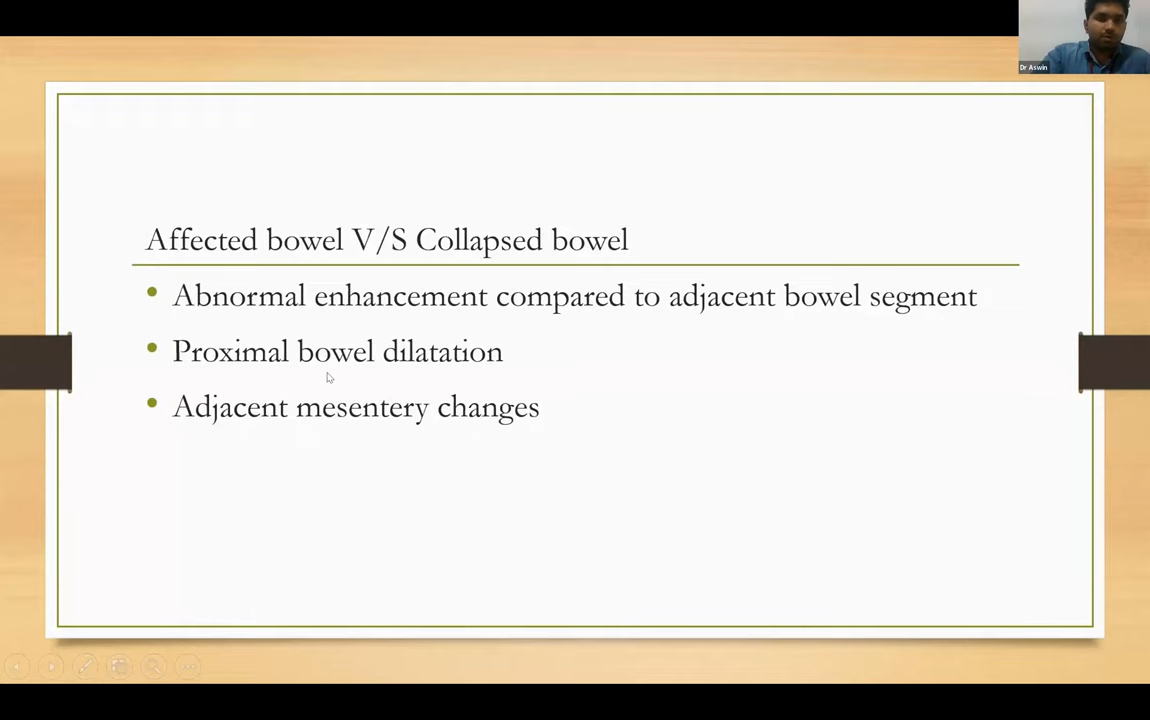 Dr Aswin
Affected bowel V/S Collapsed bowel
Abnormal enhancement compared to adjacent bowel segment
Proximal bowel dilatation
Adjacent mesentery changes